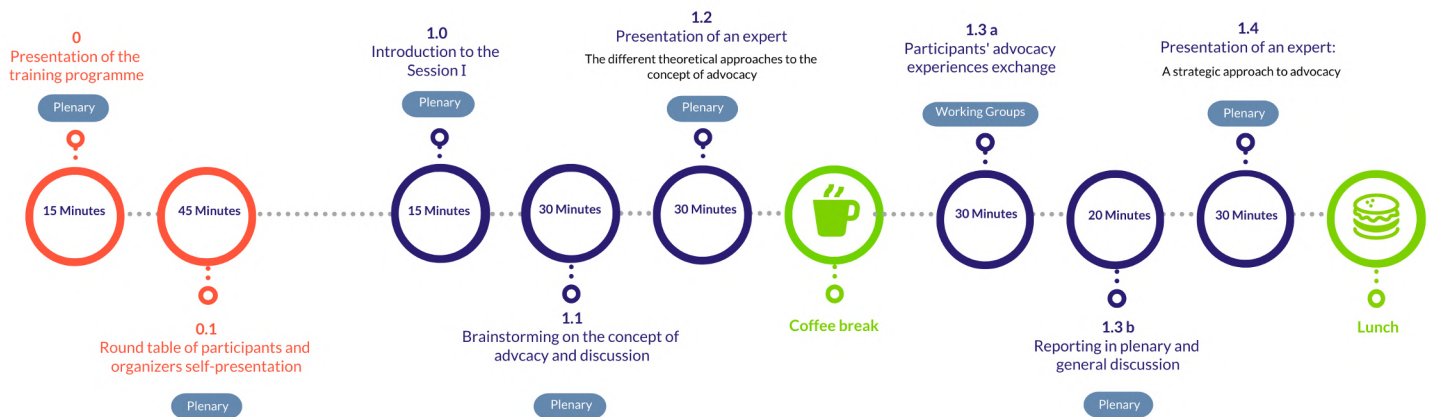 0
Presentation of the
training programme
Plenary
15 Minutes
45 Minutes
0.1
Round table of participants and
organizers self-presentation
Plenary
1.0
Introduction to the
Session I
Plenary
15 Minutes
30 Minutes
1.1
Brainstorming on the concept of
advcacy and discussion
Plenary
1.2
Presentation of an expert
The different theoretical approaches to the
concept of advocacy
Plenary
30 Minutes
Coffee break
1.3 a
Participants' advocacy
experiences exchange
Working Groups
30 Minutes
20 Minutes
1.3 b
Reporting in plenary and
general discussion
Plenary
1.4
Presentation of an expert:
A strategic approach to advocacy
Plenary
30 Minutes
Lunch